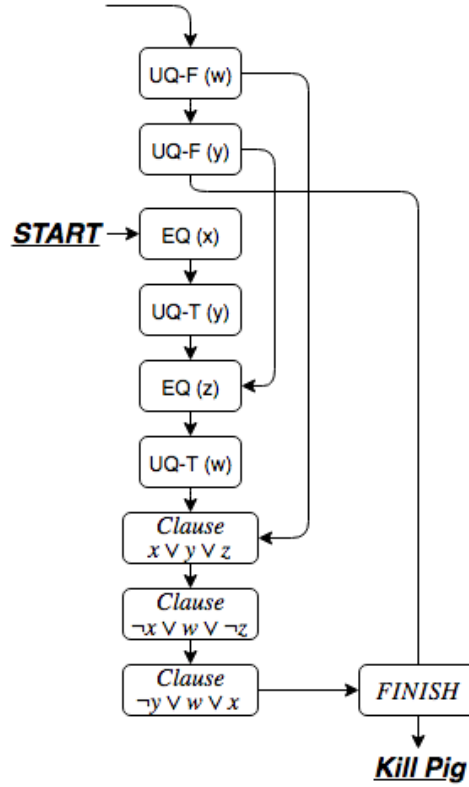 UQ-F (w)
UQ-F (y)
START
EQ (x)
UQ-T (y)
EQ (z)
UQ-T (w)
Clause
x ∨ y ∨ z
Clause
¬x ∨ w ∨ ¬z
Clause
¬y ∨ w ∨ x
FINISH
Kill Pig